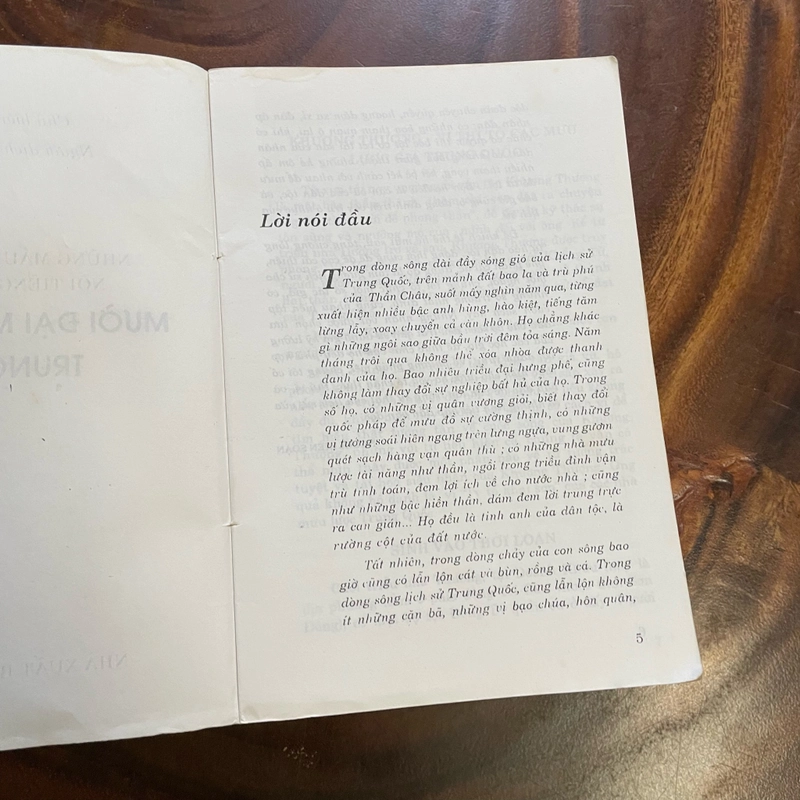 Lời nói đầu
Trong dòng sông dài đầy sóng gió của lịch sử
Trung Quốc, trên mảnh đất bao la và trù phú
của Thần Châu, suốt mấy nghìn năm qua, từng
xuất hiện nhiều bậc anh hùng, hào kiệt, tiếng tăm
lừng lẫy, xoay chuyển cả càn khôn. Họ chẳng khác
gì những ngôi sao giữa bầu trời đêm tỏa sáng. Năm
tháng trôi qua không thể xóa nhòa được thanh
danh của họ. Bao nhiêu triều đại hưng phế, cũng
không làm thay đổi sự nghiệp bất hủ của họ. Trong
số họ, có những vị quân vương giỏi, biết thay đổi
quốc pháp để mưu đồ sự cường thịnh, có những
vị tướng soái hiên ngang trên lưng ngựa, vung gươm
quét sạch hàng vạn quân thù ; có những nhà mưu
lược tài năng như thần, ngồi trong triều đình vận
trù tính toán, đem lợi ích về cho nước nhà ; cũng
như những bậc hiền thần, dám đem lời trung trực
ra can gián... Họ đều là tinh anh của dân tộc, là
rường cột của đất nước.
Tất nhiên, trong dòng chảy của con sông bao
giờ cũng có lẫn lộn cát và bùn, rồng và cá. Trong
dòng sông lịch sử Trung Quốc, cũng lẫn lộn không
ít những cặn bã, những vị bạo chúa, hôn quân,
5